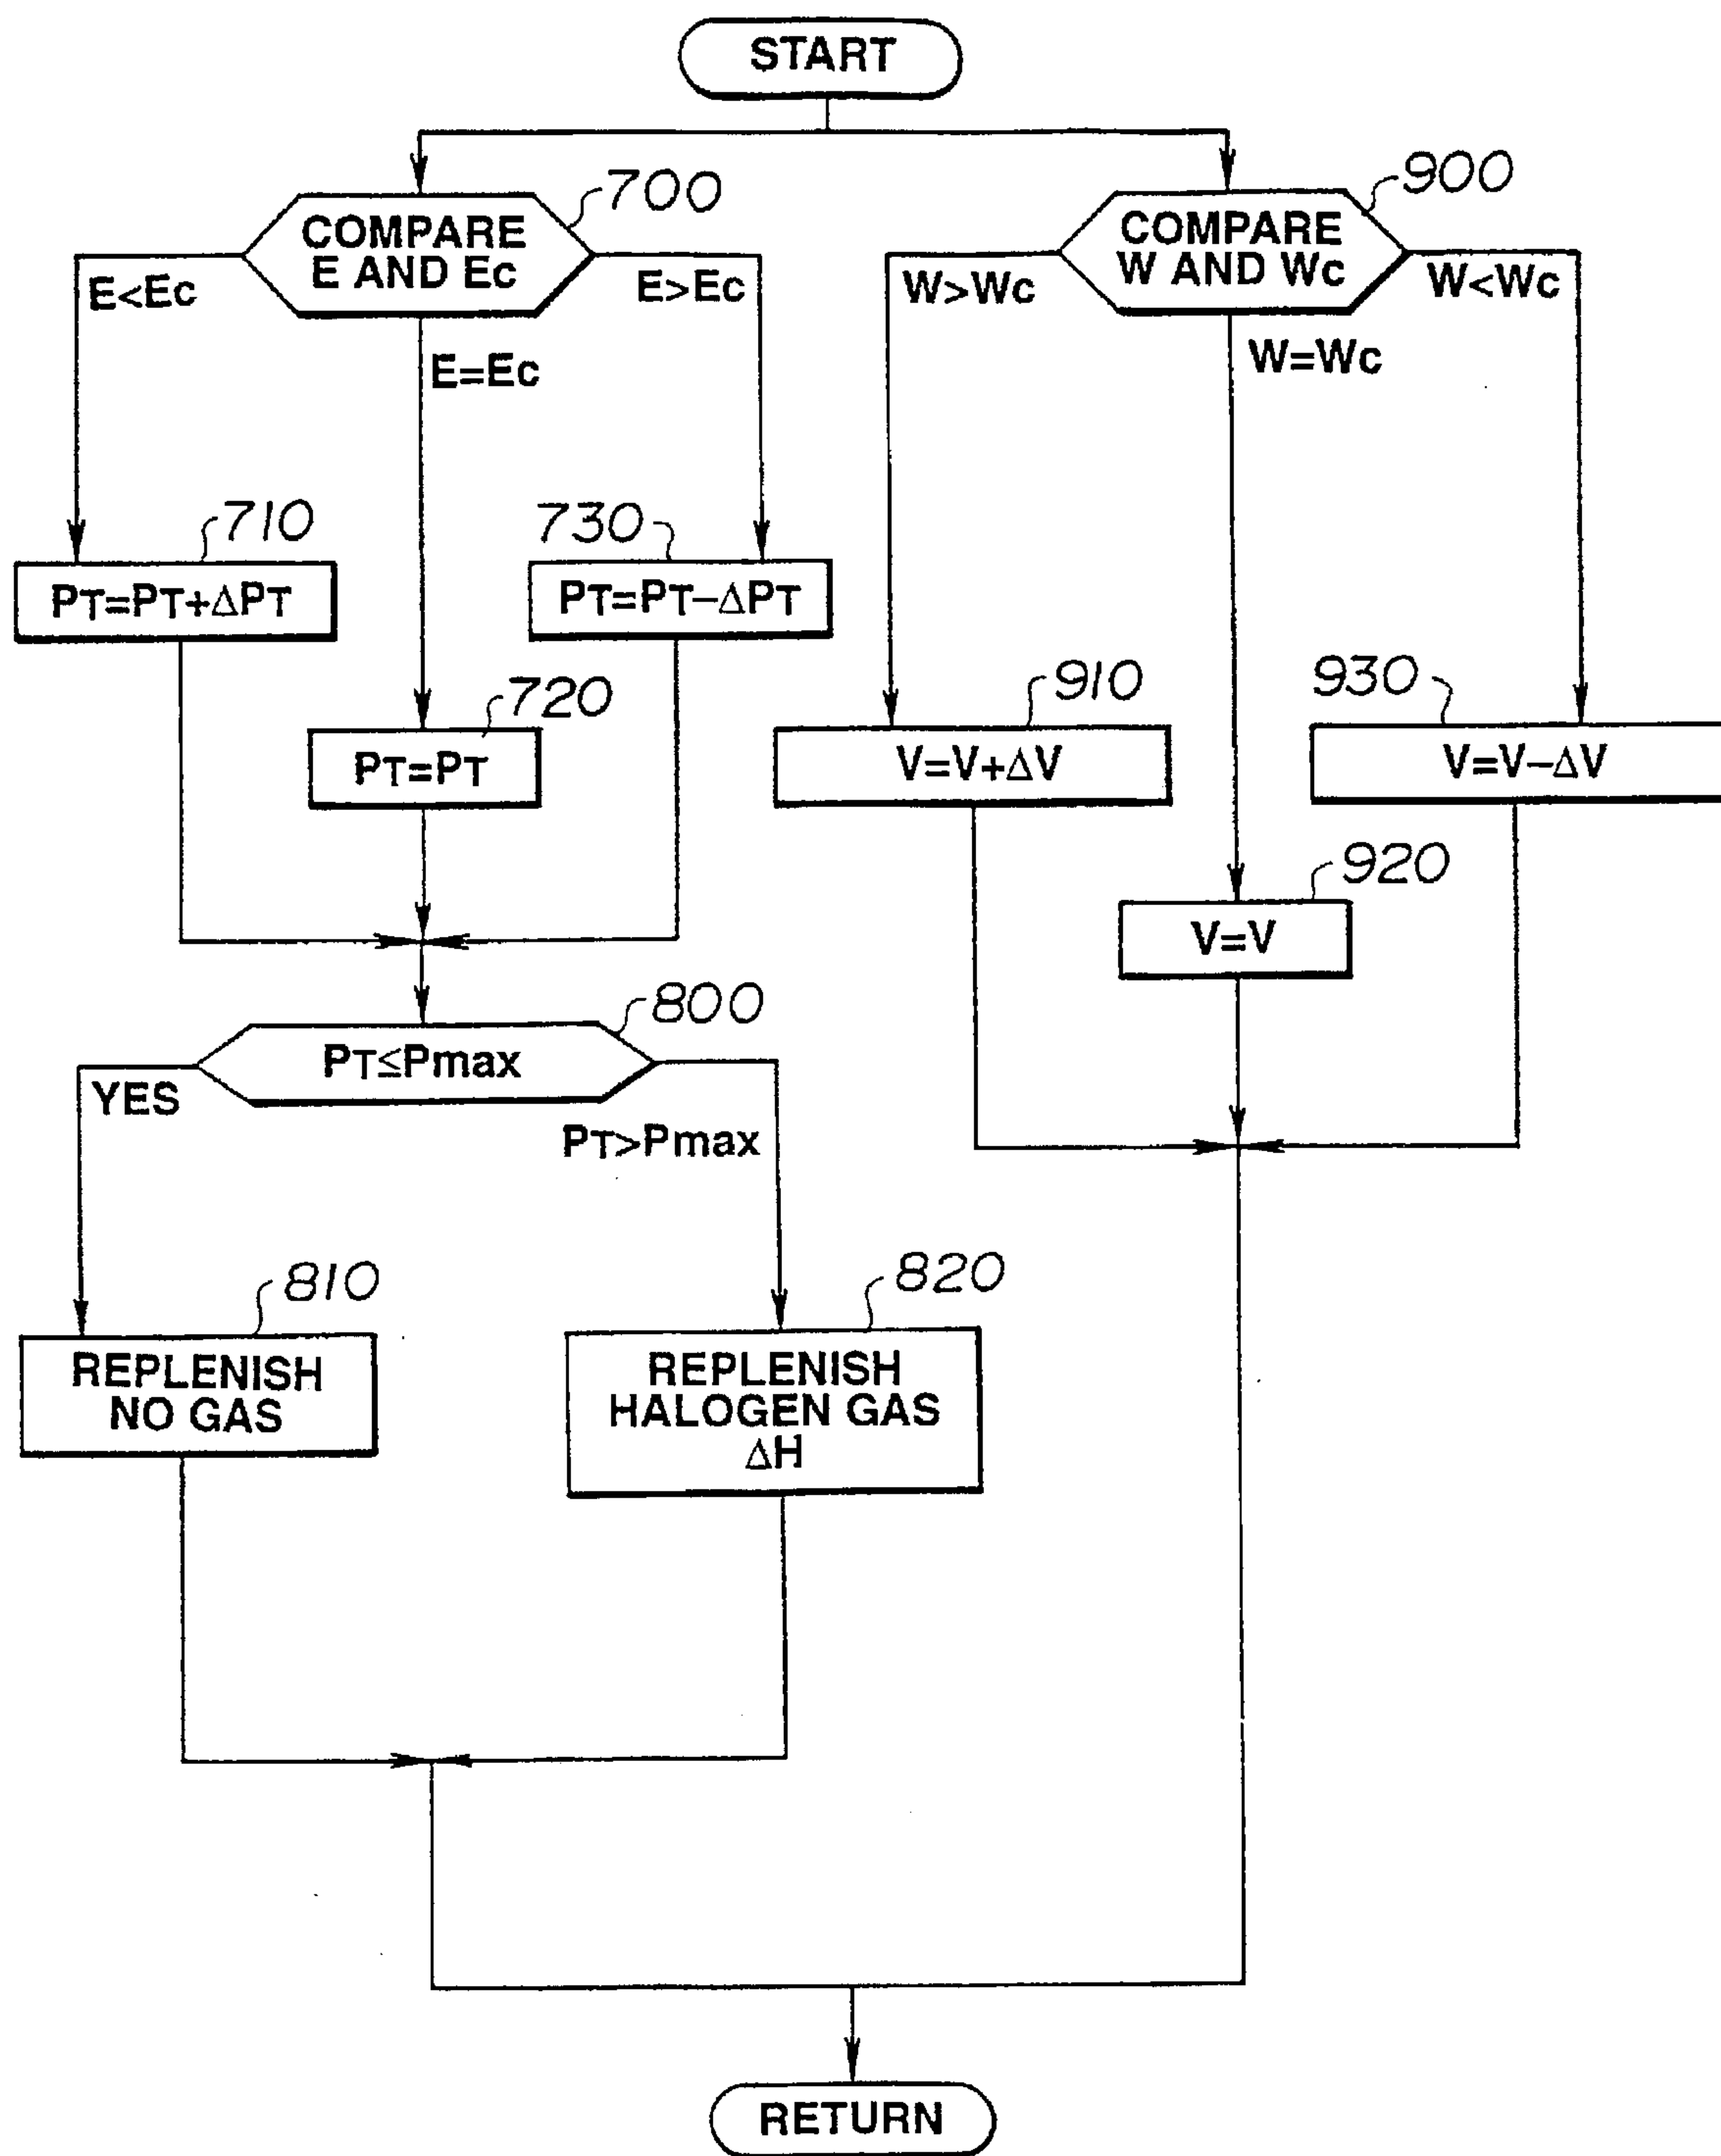 START
700
COMPARE
E AND Ec
E<Ec
E>Ec
E=Ec
900
COMPARE
W AND Wc
W>Wc
W<Wc
W=Wc
710
PT=PT+ΔPT
730
PT=PT−ΔPT
720
PT=PT
910
V=V+ΔV
930
V=V−ΔV
920
V=V
800
PT≤Pmax
YES
PT>Pmax
810
REPLENISH
NO GAS
820
REPLENISH
HALOGEN GAS
ΔH
RETURN